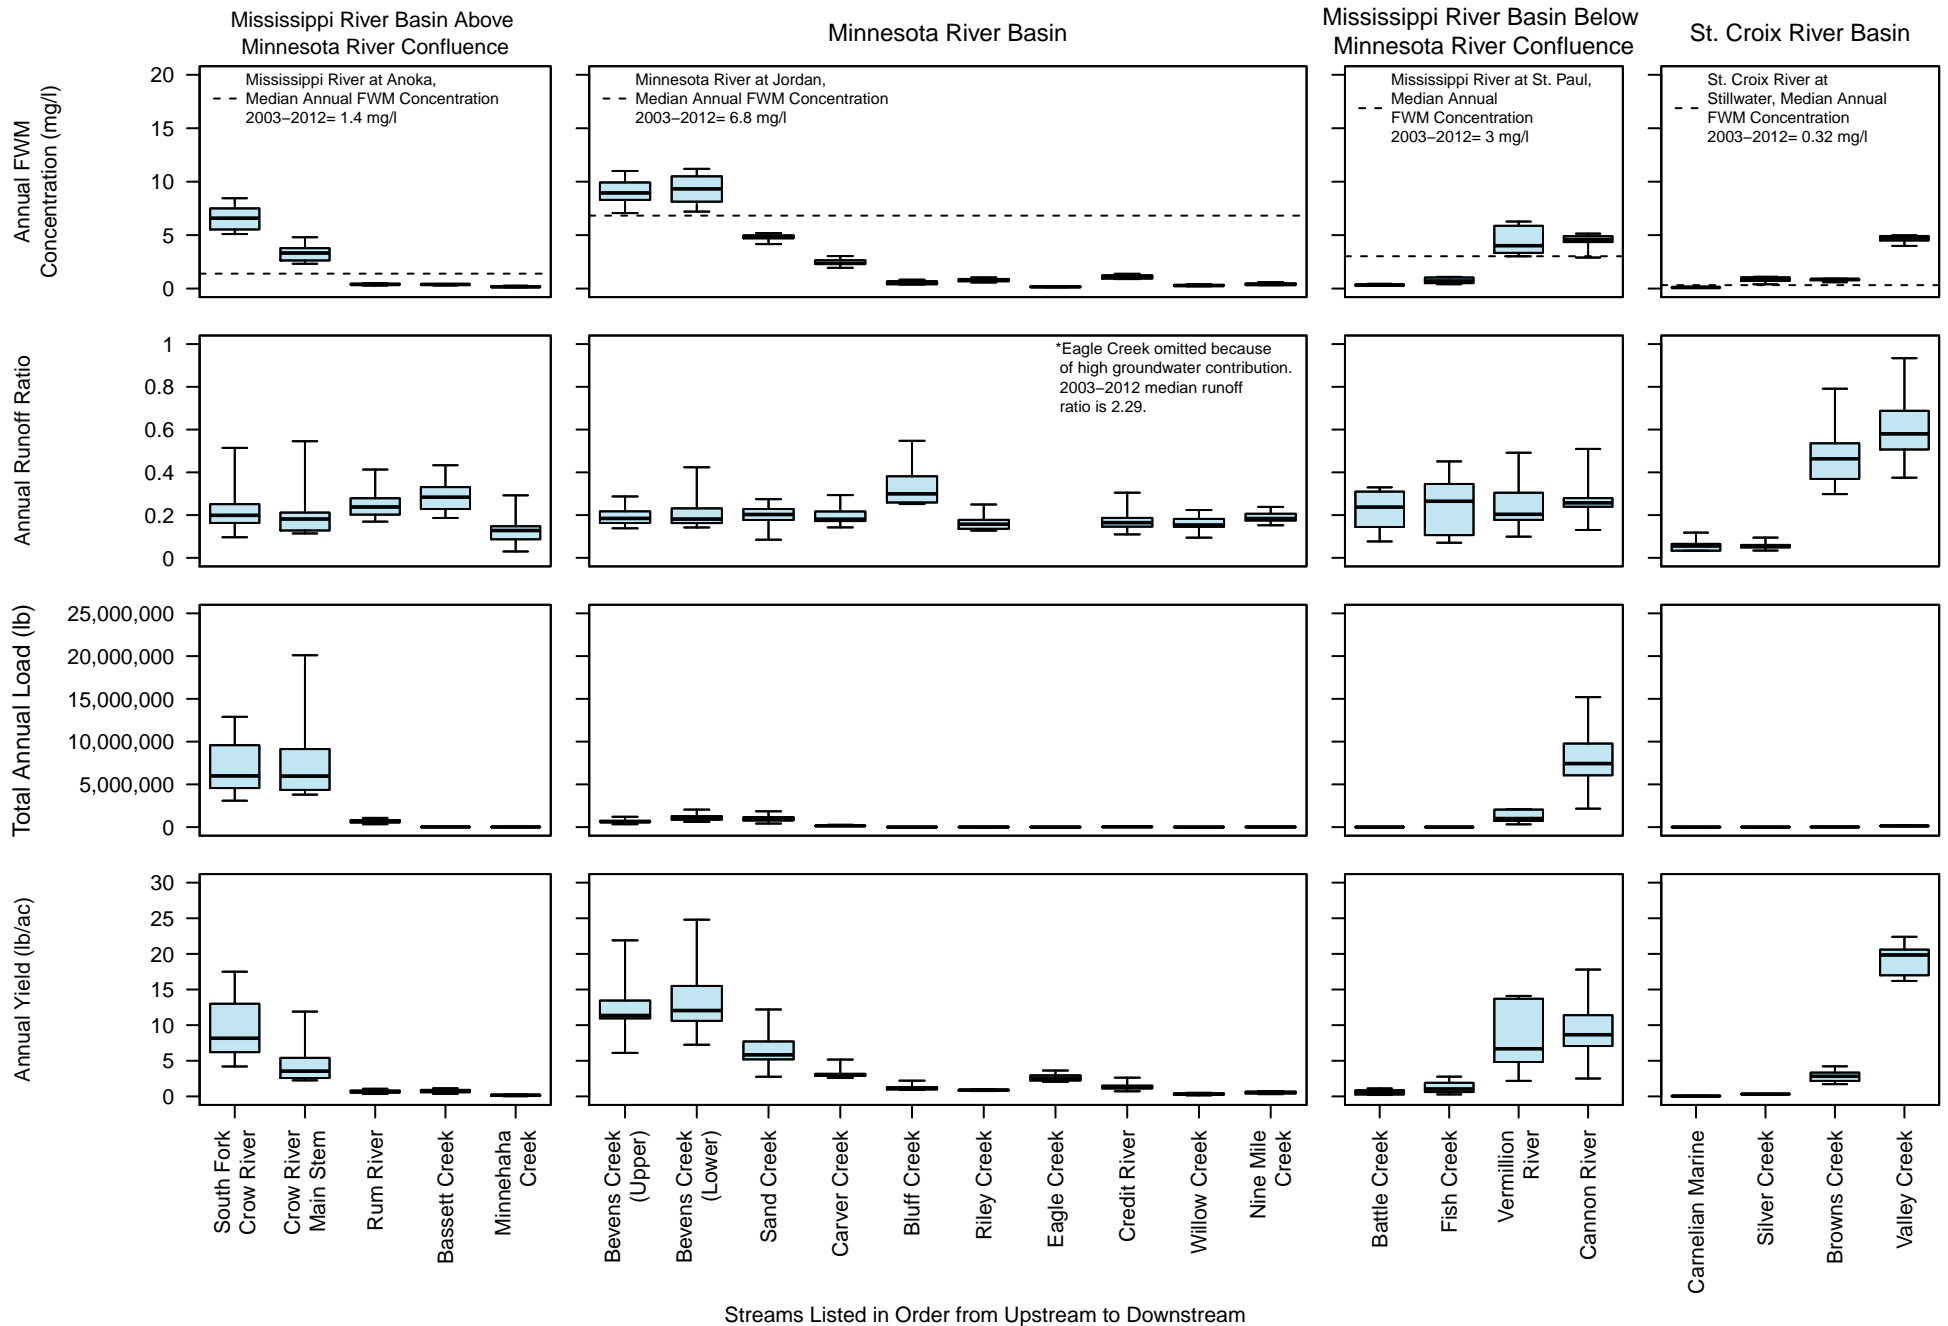 Mississippi River Basin Above
Minnesota River Confluence
Minnesota River Basin
Mississippi River Basin Below
Minnesota River Confluence
St. Croix River Basin
Annual FWM
Concentration (mg/l)
20
15
10
5
0
Mississippi River at Anoka,
Median Annual FWM Concentration
2003−2012= 1.4 mg/l
Minnesota River at Jordan,
Median Annual FWM Concentration
2003−2012= 6.8 mg/l
Mississippi River at St. Paul,
Median Annual
FWM Concentration
2003−2012= 3 mg/l
St. Croix River at
Stillwater, Median Annual
FWM Concentration
2003−2012= 0.32 mg/l
Annual Runoff Ratio
1
0.8
0.6
0.4
0.2
0
*Eagle Creek omitted because
of high groundwater contribution.
2003−2012 median runoff
ratio is 2.29.
Total Annual Load (lb)
25,000,000
20,000,000
15,000,000
10,000,000
5,000,000
0
Annual Yield (lb/ac)
30
25
20
15
10
5
0
South Fork
Crow River
Crow River
Main Stem
Rum River
Bassett Creek
Minnehaha
Creek
Bevens Creek
(Upper)
Bevens Creek
(Lower)
Sand Creek
Carver Creek
Bluff Creek
Riley Creek
Eagle Creek
Credit River
Willow Creek
Nine Mile
Creek
Battle Creek
Fish Creek
Vermillion
River
Cannon River
Carnelian Marine
Silver Creek
Browns Creek
Valley Creek
Streams Listed in Order from Upstream to Downstream